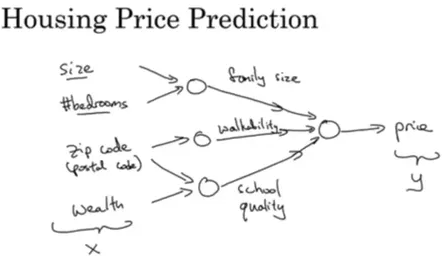 Housing Price Prediction
size
family size
#bedrooms
walkability
price
zip code
(postal code)
y
school
quality
wealth
x